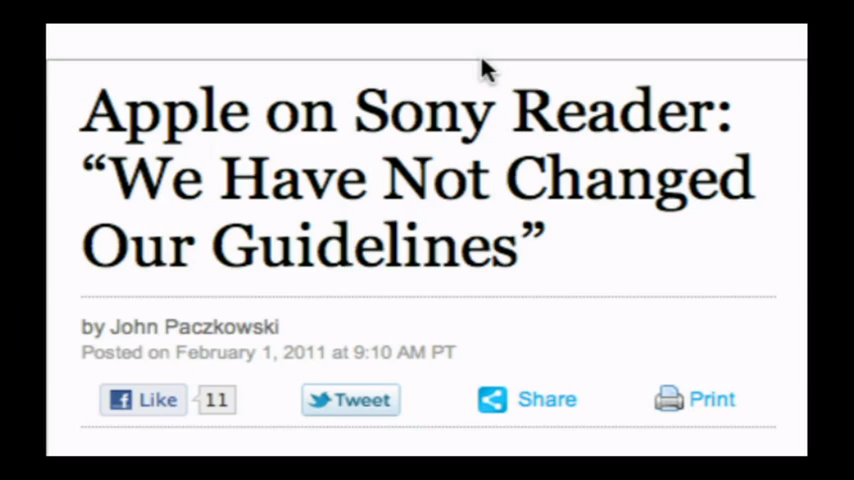 Apple on Sony Reader:
“We Have Not Changed
Our Guidelines”
by John Paczkowski
Posted on February 1, 2011 at 9:10 AM PT
Like 11 Tweet Share Print